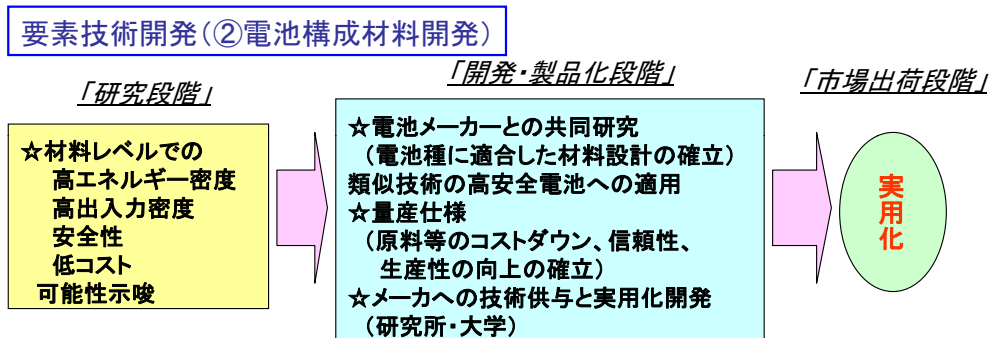 要素技術開発(②電池構成材料開発)
「研究段階」
「開発・製品化段階」
「市場出荷段階」
☆材料レベルでの
高エネルギー密度
高出入力密度
安全性
低コスト
可能性示唆
☆電池メーカーとの共同研究
(電池種に適合した材料設計の確立)
類似技術の高安全電池への適用
☆量産仕様
(原料等のコストダウン、信頼性、
生産性の向上の確立)
☆メーカへの技術供与と実用化開発
(研究所・大学)
実用化